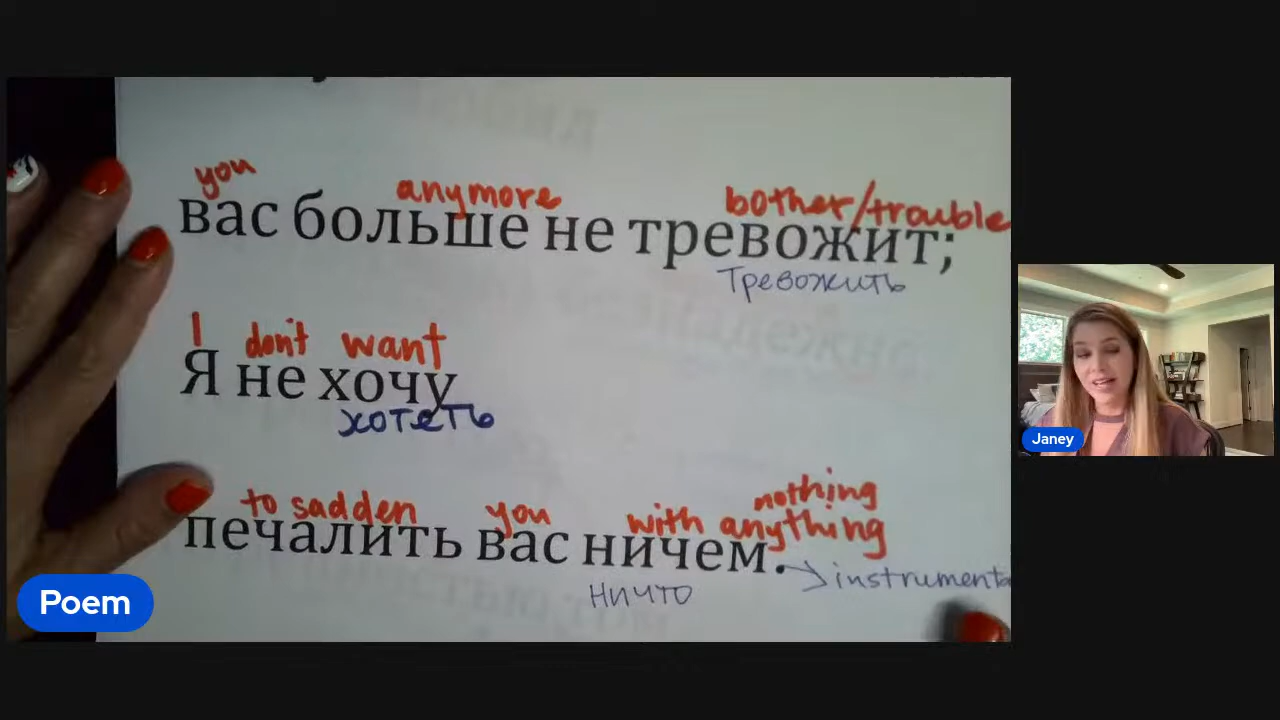 you anymore bother/trouble
вас больше не тревожит;
Тревожить
I don't want
Я не хочу
хотеть
nothing
to sadden you with anything
печалить вас ничем.
ничто instrumenta
Poem
Janey